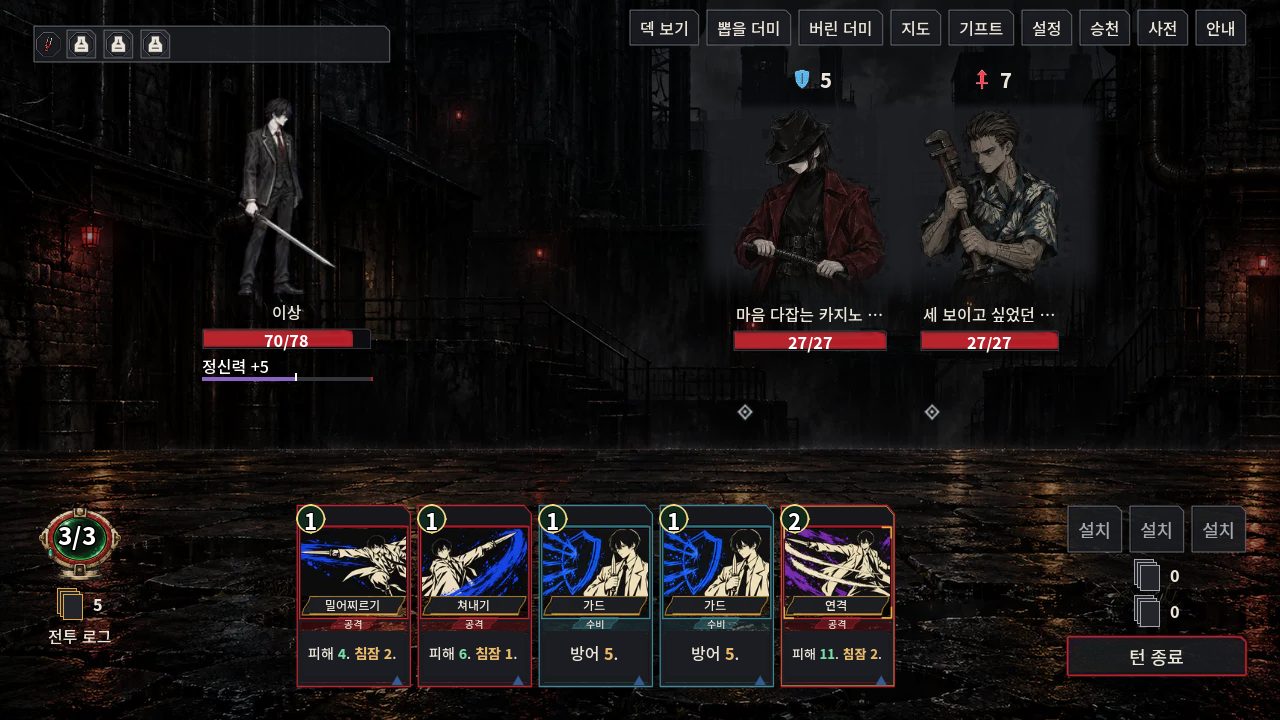 덱 보기
뽑을 더미
버린 더미
지도
기프트
설정
승천
사전
안내
5
7
이상
70/78
정신력 +5
마음 다잡는 카지노 …
27/27
세 보이고 싶었던 …
27/27
3/3
5
전투 로그
1
밀어찌르기
공격
피해 4. 침잠 2.
1
쳐내기
공격
피해 6. 침잠 1.
1
가드
수비
방어 5.
1
가드
수비
방어 5.
2
연격
공격
피해 11. 침잠 2.
설치
설치
설치
0
0
턴 종료